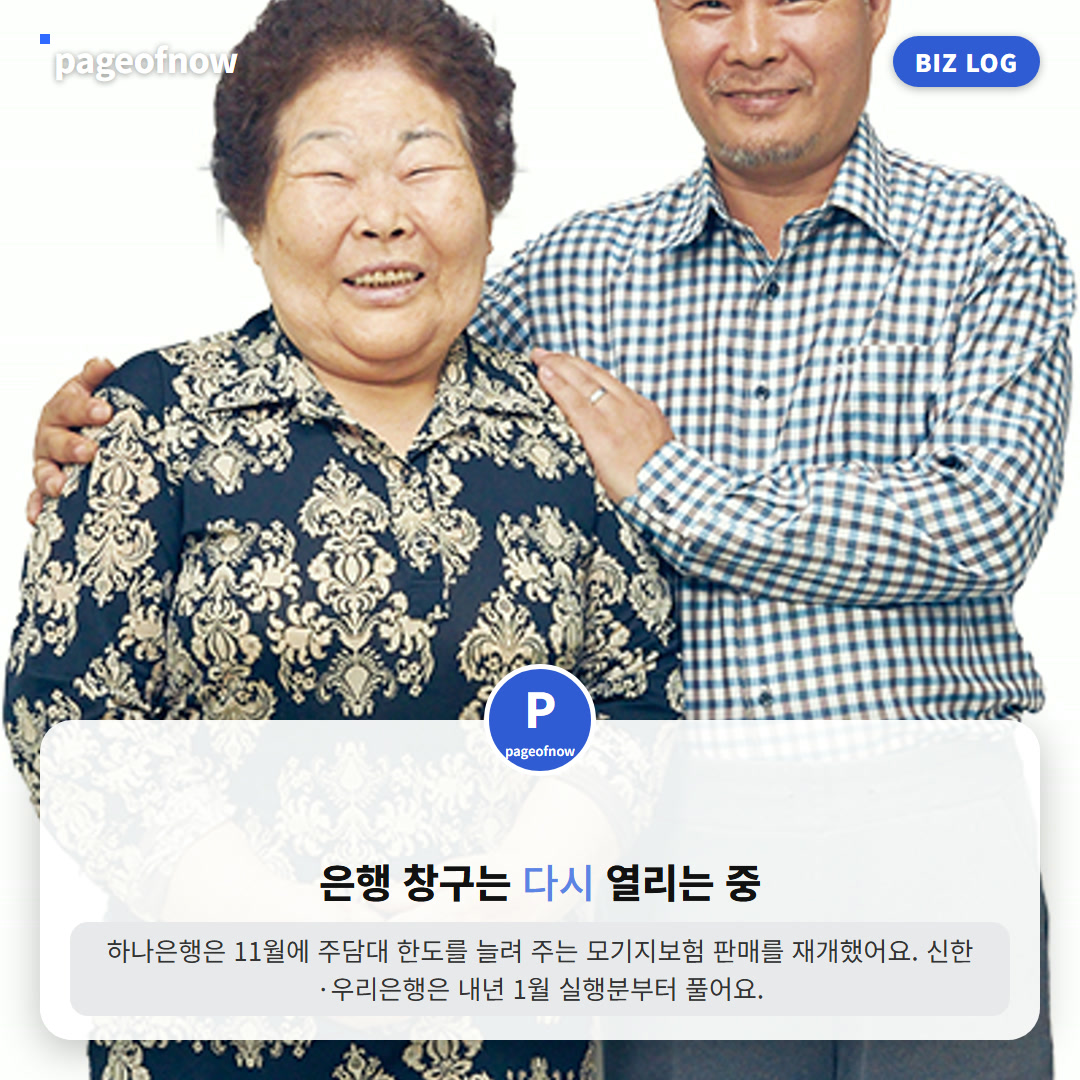 pageofnow
BIZ LOG
P
pageofnow
은행 창구는 다시 열리는 중
하나은행은 11월에 주담대 한도를 늘려 주는 모기지보험 판매를 재개했어요. 신한
·우리은행은 내년 1월 실행분부터 풀어요.